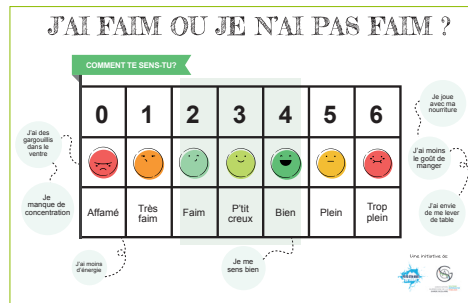 J'AI FAIM OU JE N'AI PAS FAIM ?
COMMENT TE SENS-TU?
0 1 2 3 4 5 6
Affamé
Très
faim
Faim
P'tit
creux
Bien
Plein
Trop
plein
J'ai des
gargouills
dans le
ventre
Je
manque de
concentration
J'ai moins
d'énergie
Je me
sens bien
Je joue
avec ma
nourriture
J'ai moins
le goût de
manger
J'ai envie
de me lever
de table
Une initiative de: